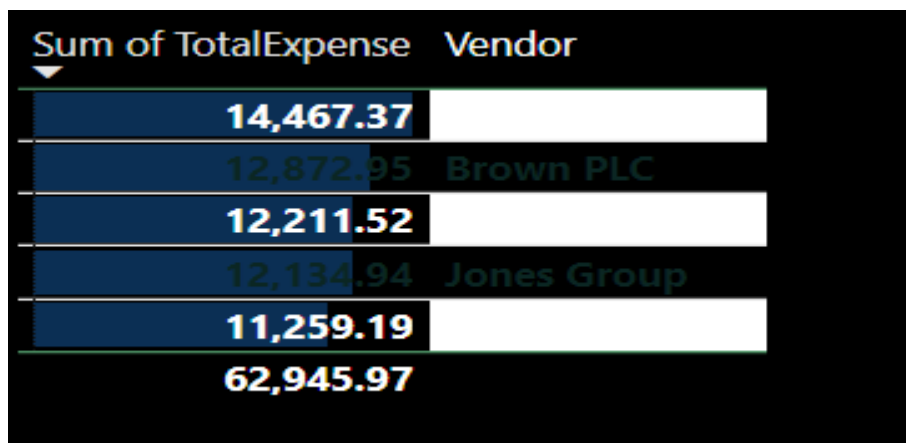 Sum of TotalExpense Vendor
14,467.37
12,872.95 Brown PLC
12,211.52
12,134.94 Jones Group
11,259.19
62,945.97